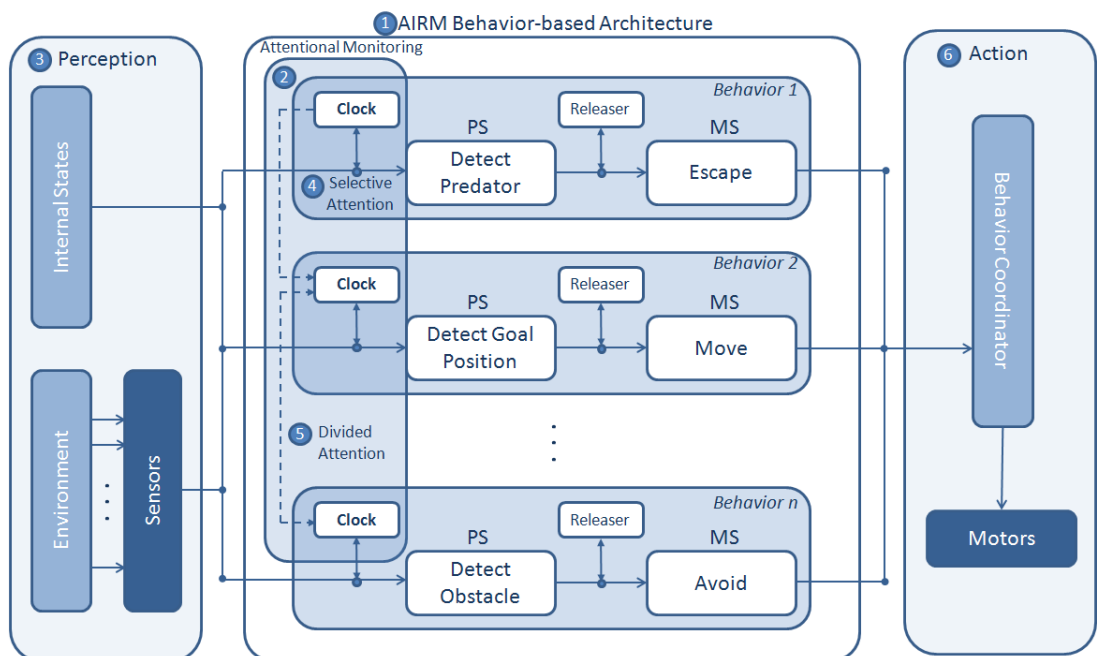 1 AIRM Behavior-based Architecture
3 Perception
Internal States
Environment
Sensors
Attentional Monitoring
2
Behavior 1
Clock
PS
Detect
Predator
Releaser
MS
Escape
4 Selective
Attention
Behavior 2
Clock
PS
Detect Goal
Position
Releaser
MS
Move
5 Divided
Attention
Behavior n
Clock
PS
Detect
Obstacle
Releaser
MS
Avoid
6 Action
Behavior Coordinator
Motors